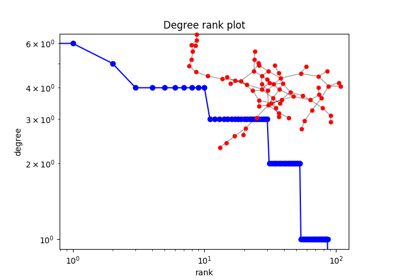 Degree rank plot
6 × 10⁰
4 × 10⁰
3 × 10⁰
2 × 10⁰
10⁰
degree
10⁰ 10¹ 10²
rank